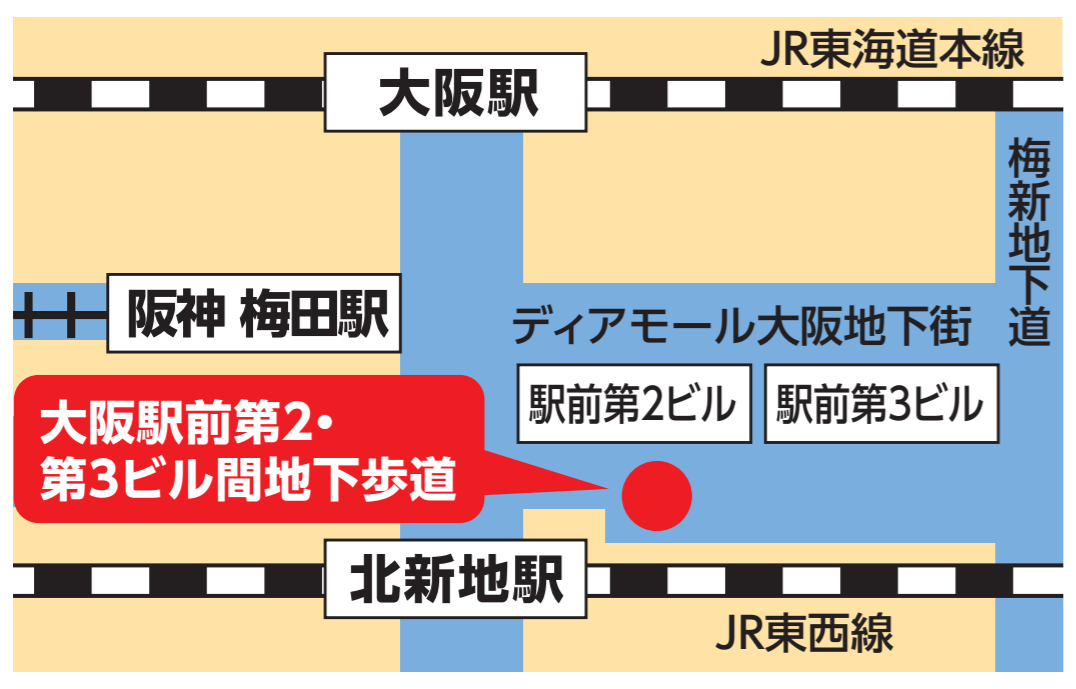 JR東海道本線
大阪駅
梅新地下道
阪神 梅田駅
ディアモール大阪地下街
駅前第2ビル
駅前第3ビル
大阪駅前第2・
第3ビル間地下歩道
北新地駅
JR東西線